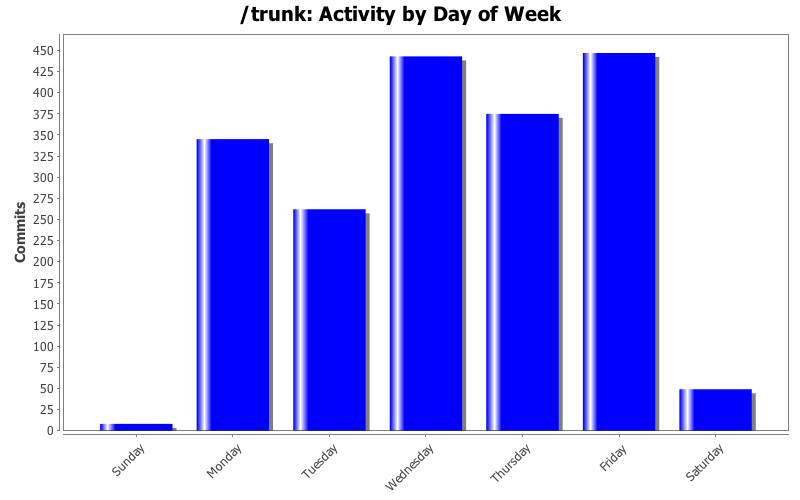 /trunk: Activity by Day of Week
Commits
450
425
400
375
350
325
300
275
250
225
200
175
150
125
100
75
50
25
0
Sunday
Monday
Tuesday
Wednesday
Thursday
Friday
Saturday